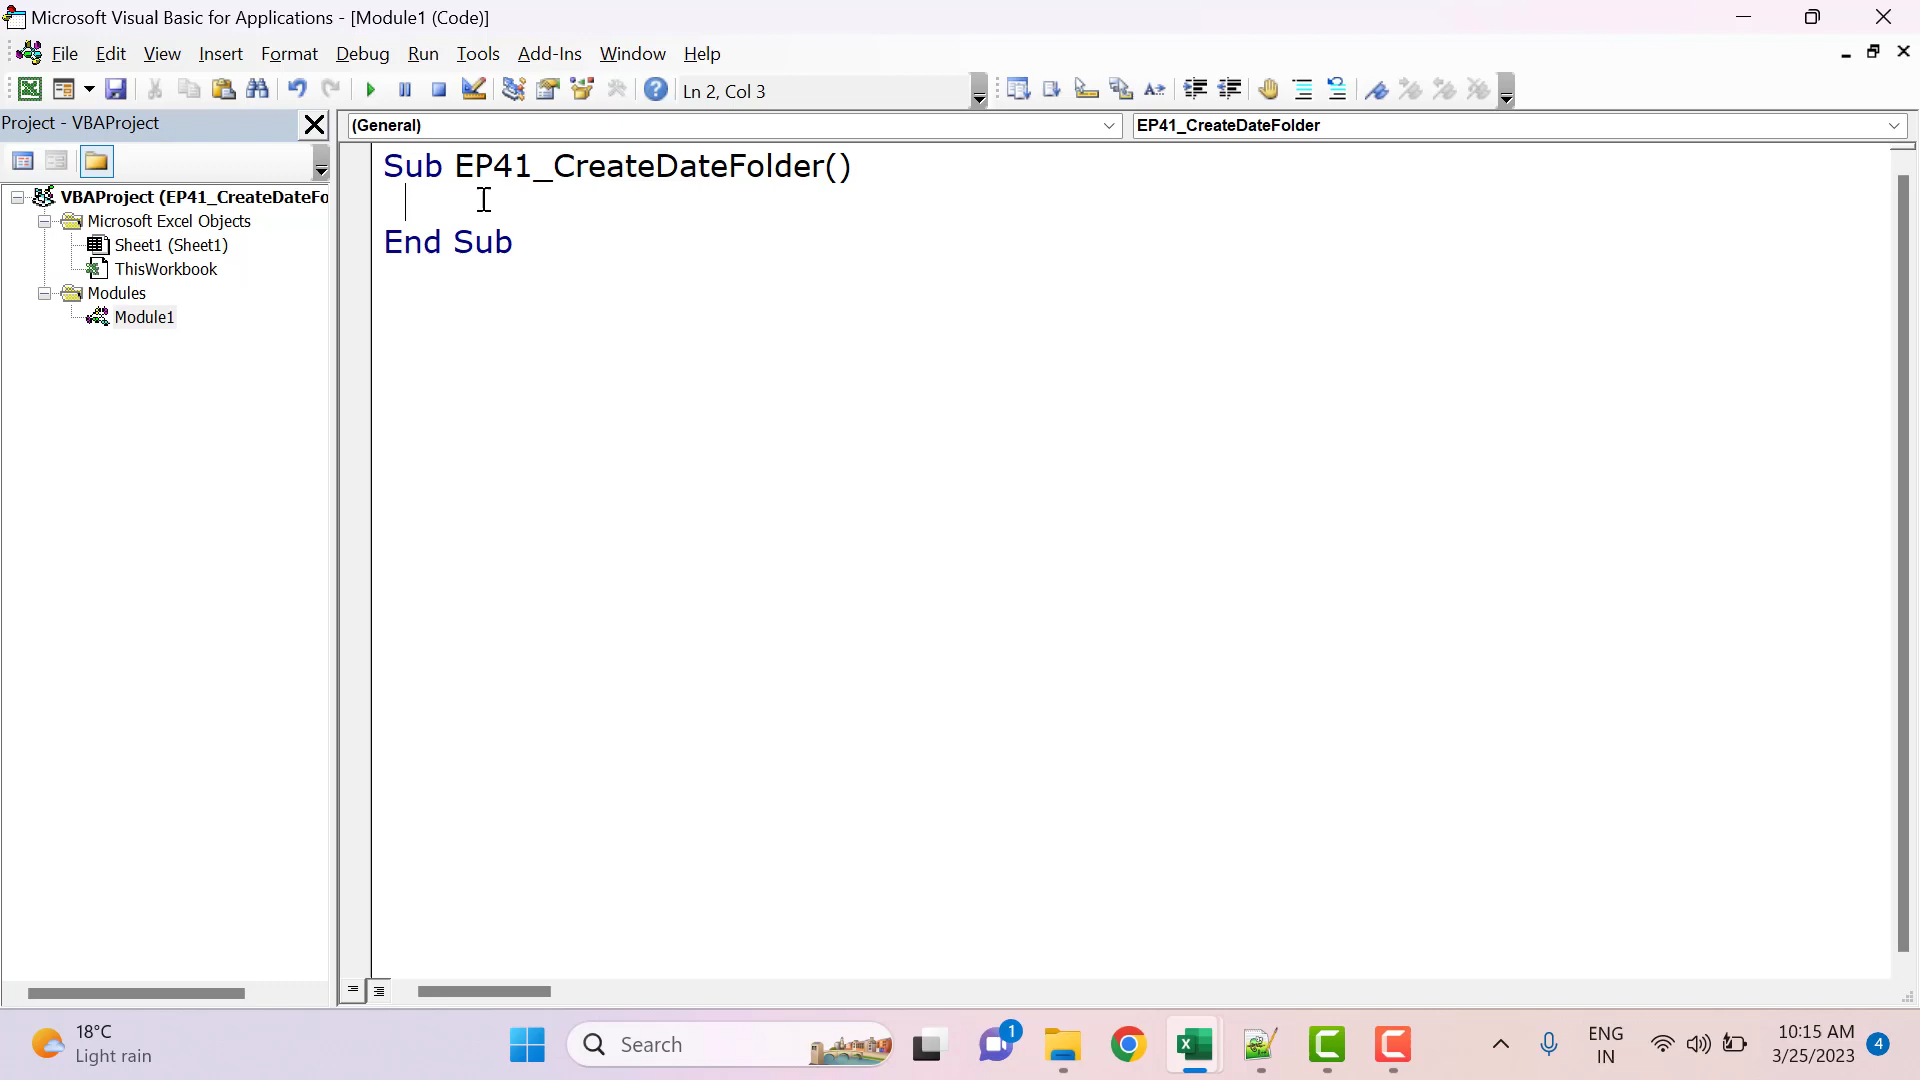 Microsoft Visual Basic for Applications - [Module1 (Code)]
File Edit View Insert Format Debug Run Tools Add-Ins Window Help
Ln 2, Col 3
Project - VBAProject
(General)
EP41_CreateDateFolder
VBAProject (EP41_CreateDateFo
Microsoft Excel Objects
Sheet1 (Sheet1)
ThisWorkbook
Modules
Module1
Sub EP41_CreateDateFolder()
End Sub
18°C
Light rain
Search
1
ENG
IN
10:15 AM
3/25/2023
4